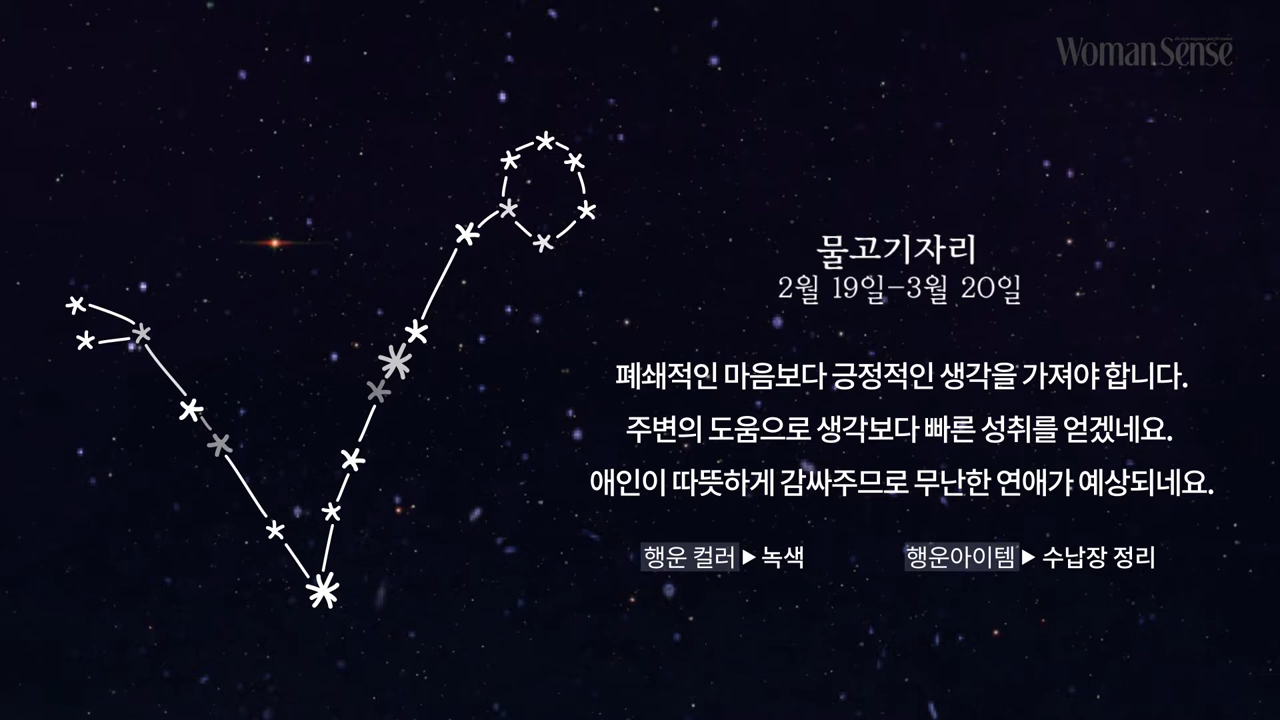 Woman Sense
물고기자리
2월 19일-3월 20일
폐쇄적인 마음보다 긍정적인 생각을 가져야 합니다.
주변의 도움으로 생각보다 빠른 성취를 얻겠네요.
애인이 따뜻하게 감싸주므로 무난한 연애가 예상되네요.
행운 컬러 ▶ 녹색
행운아이템 ▶ 수납장 정리